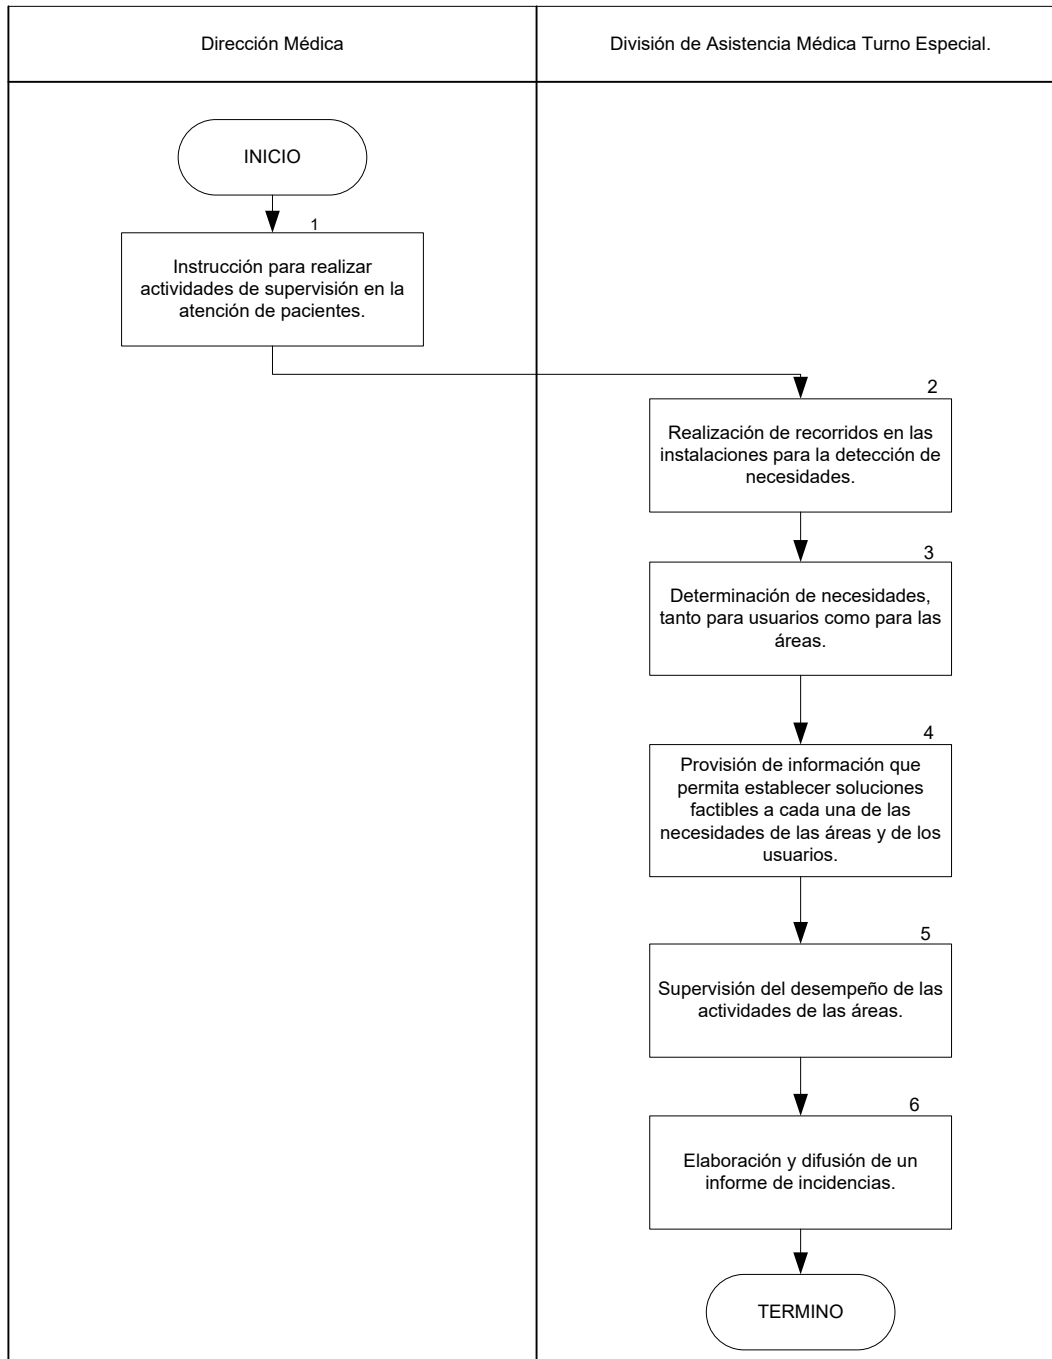 Dirección Médica
División de Asistencia Médica Turno Especial.
INICIO
1
Instrucción para realizar
actividades de supervisión en la
atención de pacientes.
2
Realización de recorridos en las
instalaciones para la detección de
necesidades.
3
Determinación de necesidades,
tanto para usuarios como para las
áreas.
4
Provisión de información que
permita establecer soluciones
factibles a cada una de las
necesidades de las áreas y de los
usuarios.
5
Supervisión del desempeño de las
actividades de las áreas.
6
Elaboración y difusión de un
informe de incidencias.
TERMINO